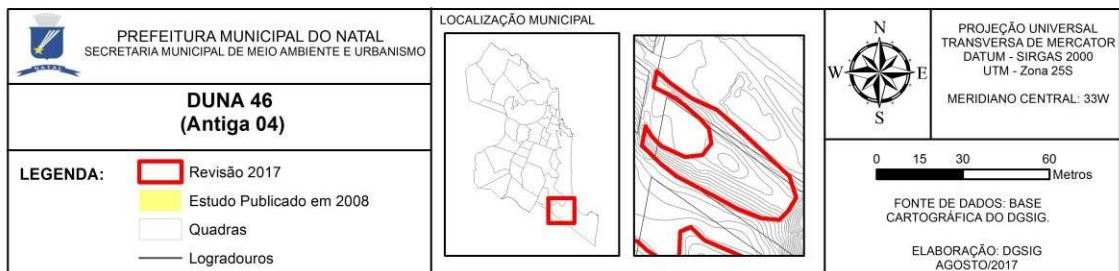 PREFEITURA MUNICIPAL DO NATAL
SECRETARIA MUNICIPAL DE MEIO AMBIENTE E URBANISMO
NATAL
DUNA 46
(Antiga 04)
LEGENDA:
Revisão 2017
Estudo Publicado em 2008
Quadras
Logradouros
LOCALIZAÇÃO MUNICIPAL
N
W E
S
PROJEÇÃO UNIVERSAL
TRANSVERSA DE MERCATOR
DATUM - SIRGAS 2000
UTM - Zona 25S
MERIDIANO CENTRAL: 33W
0 15 30 60
Metros
FONTE DE DADOS: BASE
CARTOGRÁFICA DO DGSIG.
ELABORAÇÃO: DGSIG
AGOSTO/2017